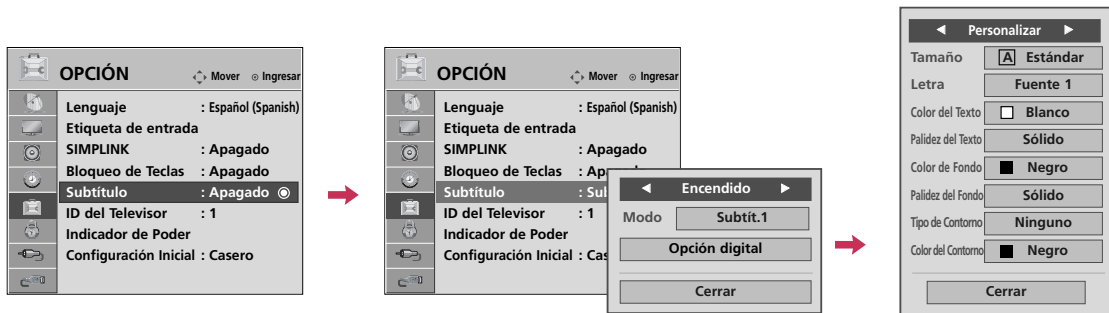 OPCIÓN Mover Ingresar
Lenguaje : Español (Spanish)
Etiqueta de entrada
SIMPLINK : Apagado
Bloqueo de Teclas : Apagado
Subtítulo : Apagado
ID del Televisor : 1
Indicador de Poder
Configuración Inicial : Casero
OPCIÓN Mover Ingresar
Lenguaje : Español (Spanish)
Etiqueta de entrada
SIMPLINK : Apagado
Bloqueo de Teclas : Ap
Subtítulo : Sub
ID del Televisor : 1
Indicador de Poder
Configuración Inicial : Cas
◄ Encendido ►
Modo Subtít.1
Opción digital
Cerrar
◄ Personalizar ►
Tamaño A Estándar
Letra Fuente 1
Color del Texto Blanco
Palidez del Texto Sólido
Color de Fondo Negro
Palidez del Fondo Sólido
Tipo de Contorno Ninguno
Color del Contorno Negro
Cerrar